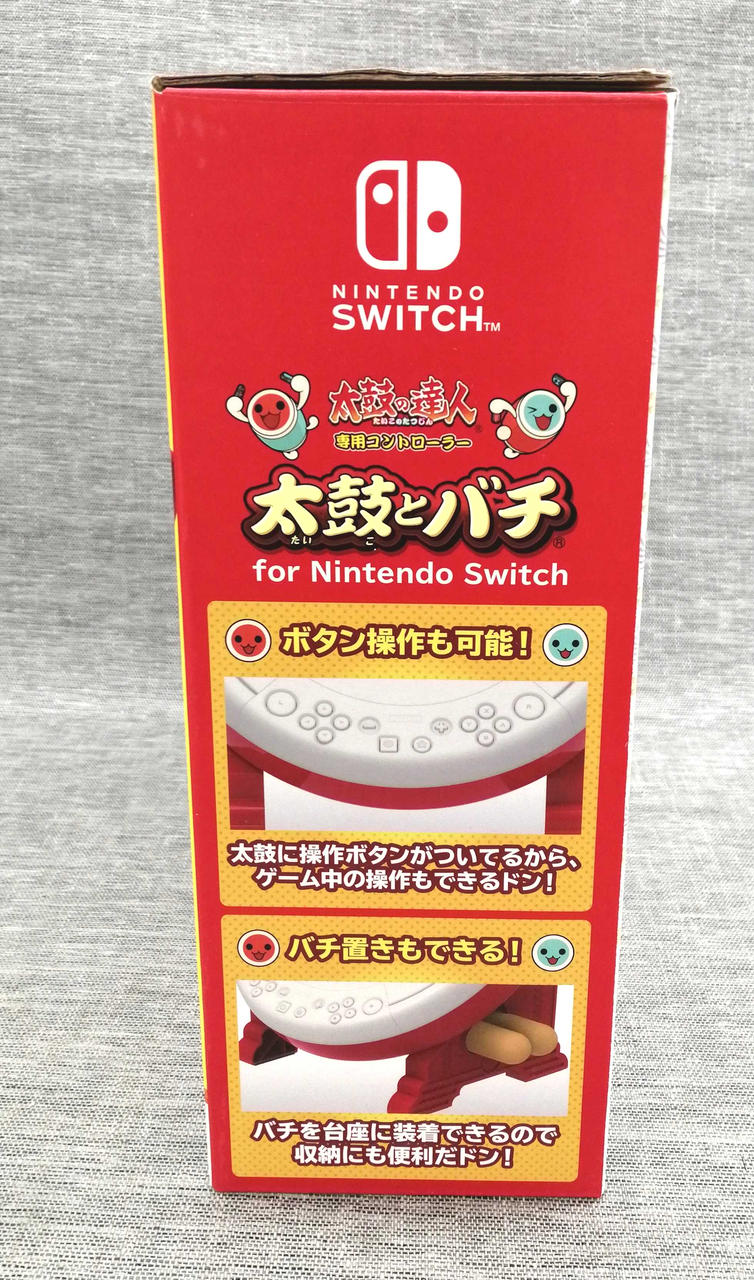 NINTENDO
SWITCH™
太鼓の達人®
たいこのたつじん
専用コントローラー
太鼓とバチ®
たいこ
for Nintendo Switch
ボタン操作も可能!
太鼓に操作ボタンがついてるから、
ゲーム中の操作もできるドン!
バチ置きもできる!
バチを台座に装着できるので
収納にも便利だドン!